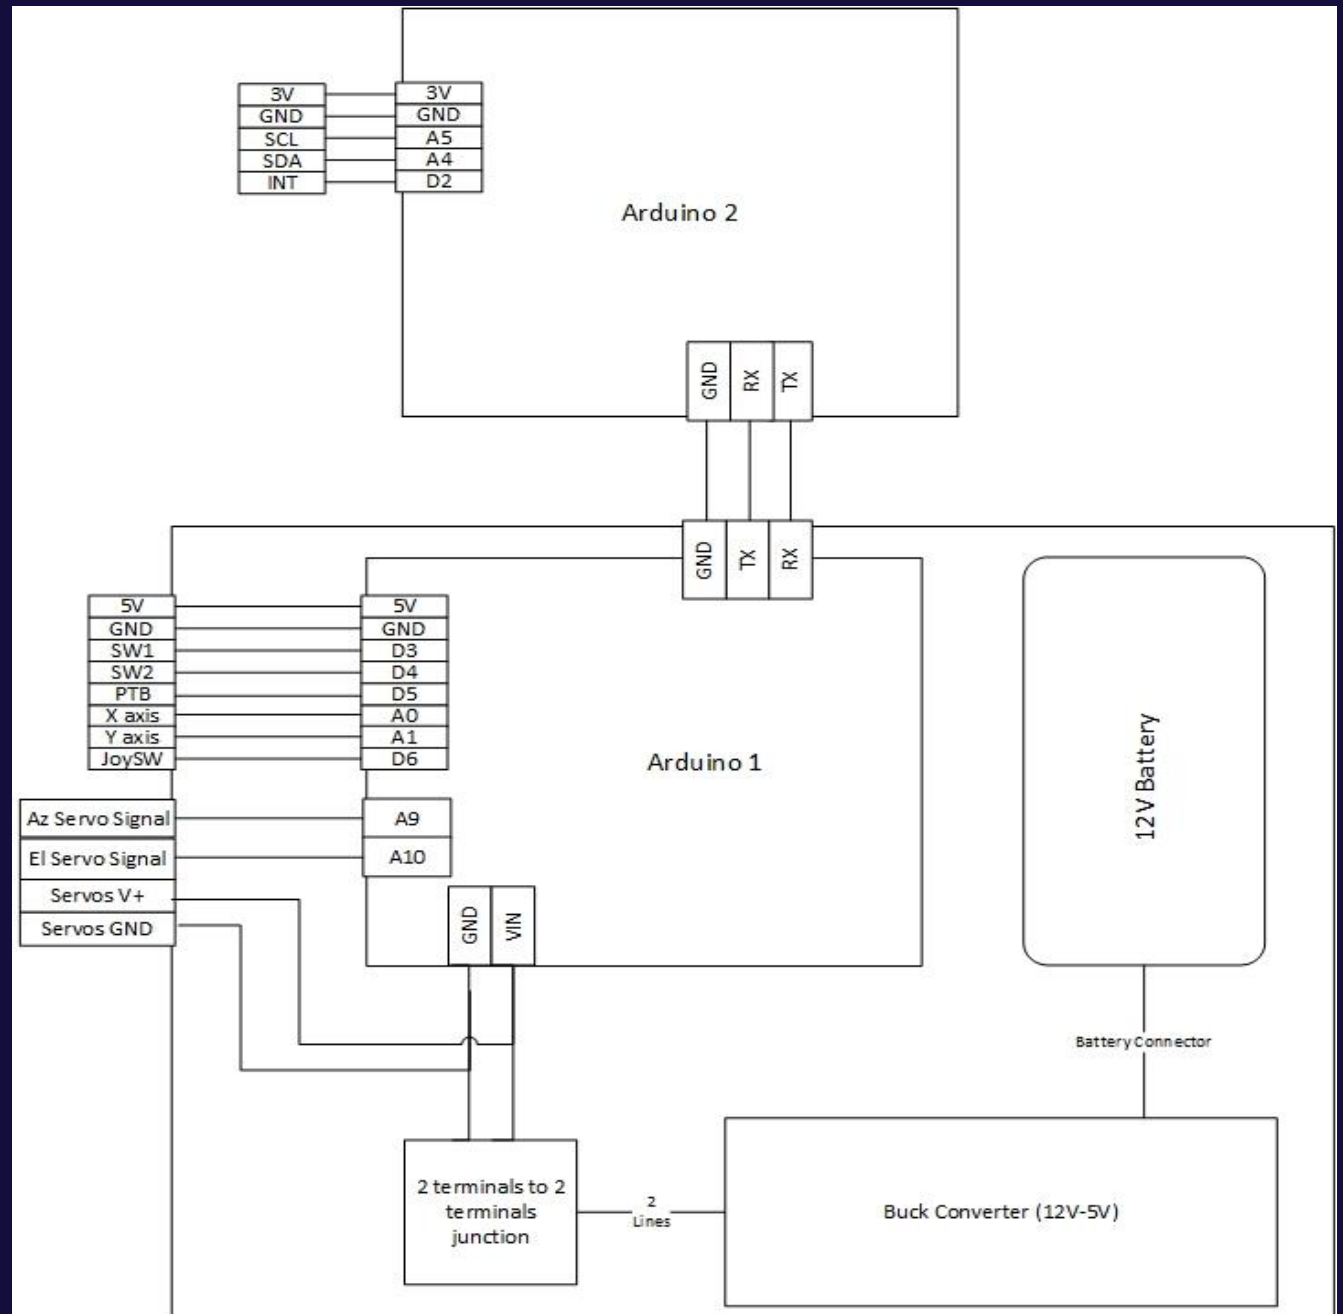 3V
GND
SCL
SDA
INT
3V
GND
A5
A4
D2
Arduino 2
GND
RX
TX
GND
TX
RX
5V
GND
SW1
SW2
PTB
X axis
Y axis
JoySW
5V
GND
D3
D4
D5
A0
A1
D6
Arduino 1
12V Battery
Az Servo Signal
El Servo Signal
Servos V+
Servos GND
A9
A10
GND
VIN
Battery Connector
2 terminals to 2
terminals
junction
2
Lines
Buck Converter (12V-5V)